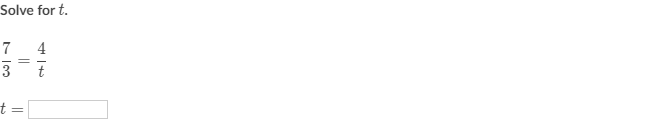 Solve for t.
7/3 = 4/t
t =